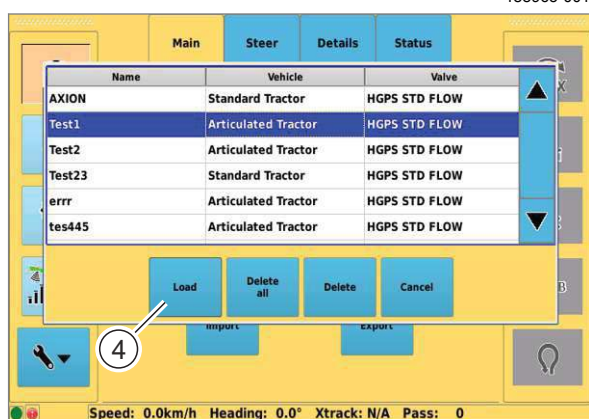 Main Steer Details Status
Name Vehicle Valve
AXION Standard Tractor HGPS STD FLOW
Test1 Articulated Tractor HGPS STD FLOW
Test2 Articulated Tractor HGPS STD FLOW
Test23 Standard Tractor HGPS STD FLOW
errr Articulated Tractor HGPS STD FLOW
tes445 Articulated Tractor HGPS STD FLOW
Load Delete all Delete Cancel
B
Import Export
4
Speed: 0.0km/h Heading: 0.0° Xtrack: N/A Pass: 0